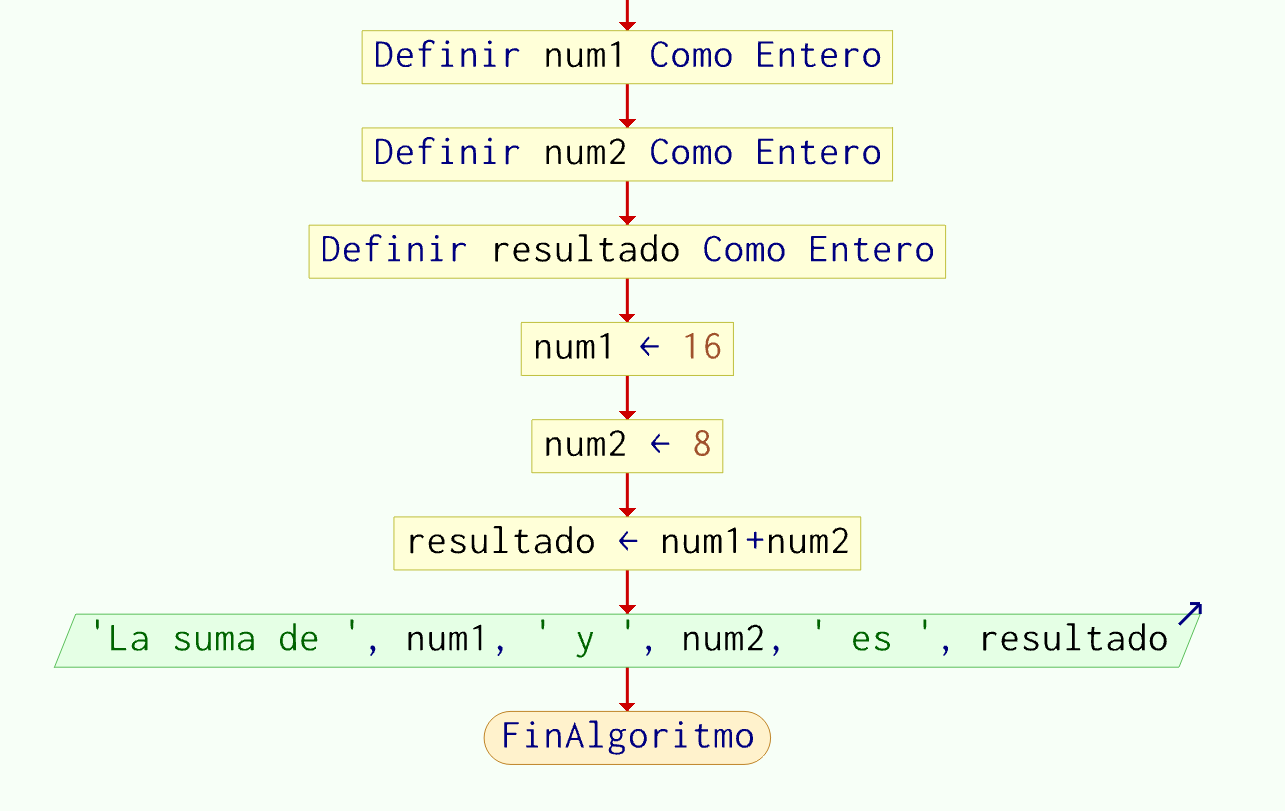 Definir num1 Como Entero
Definir num2 Como Entero
Definir resultado Como Entero
num1 ← 16
num2 ← 8
resultado ← num1+num2
'La suma de ', num1, ' y ', num2, ' es ', resultado
FinAlgoritmo